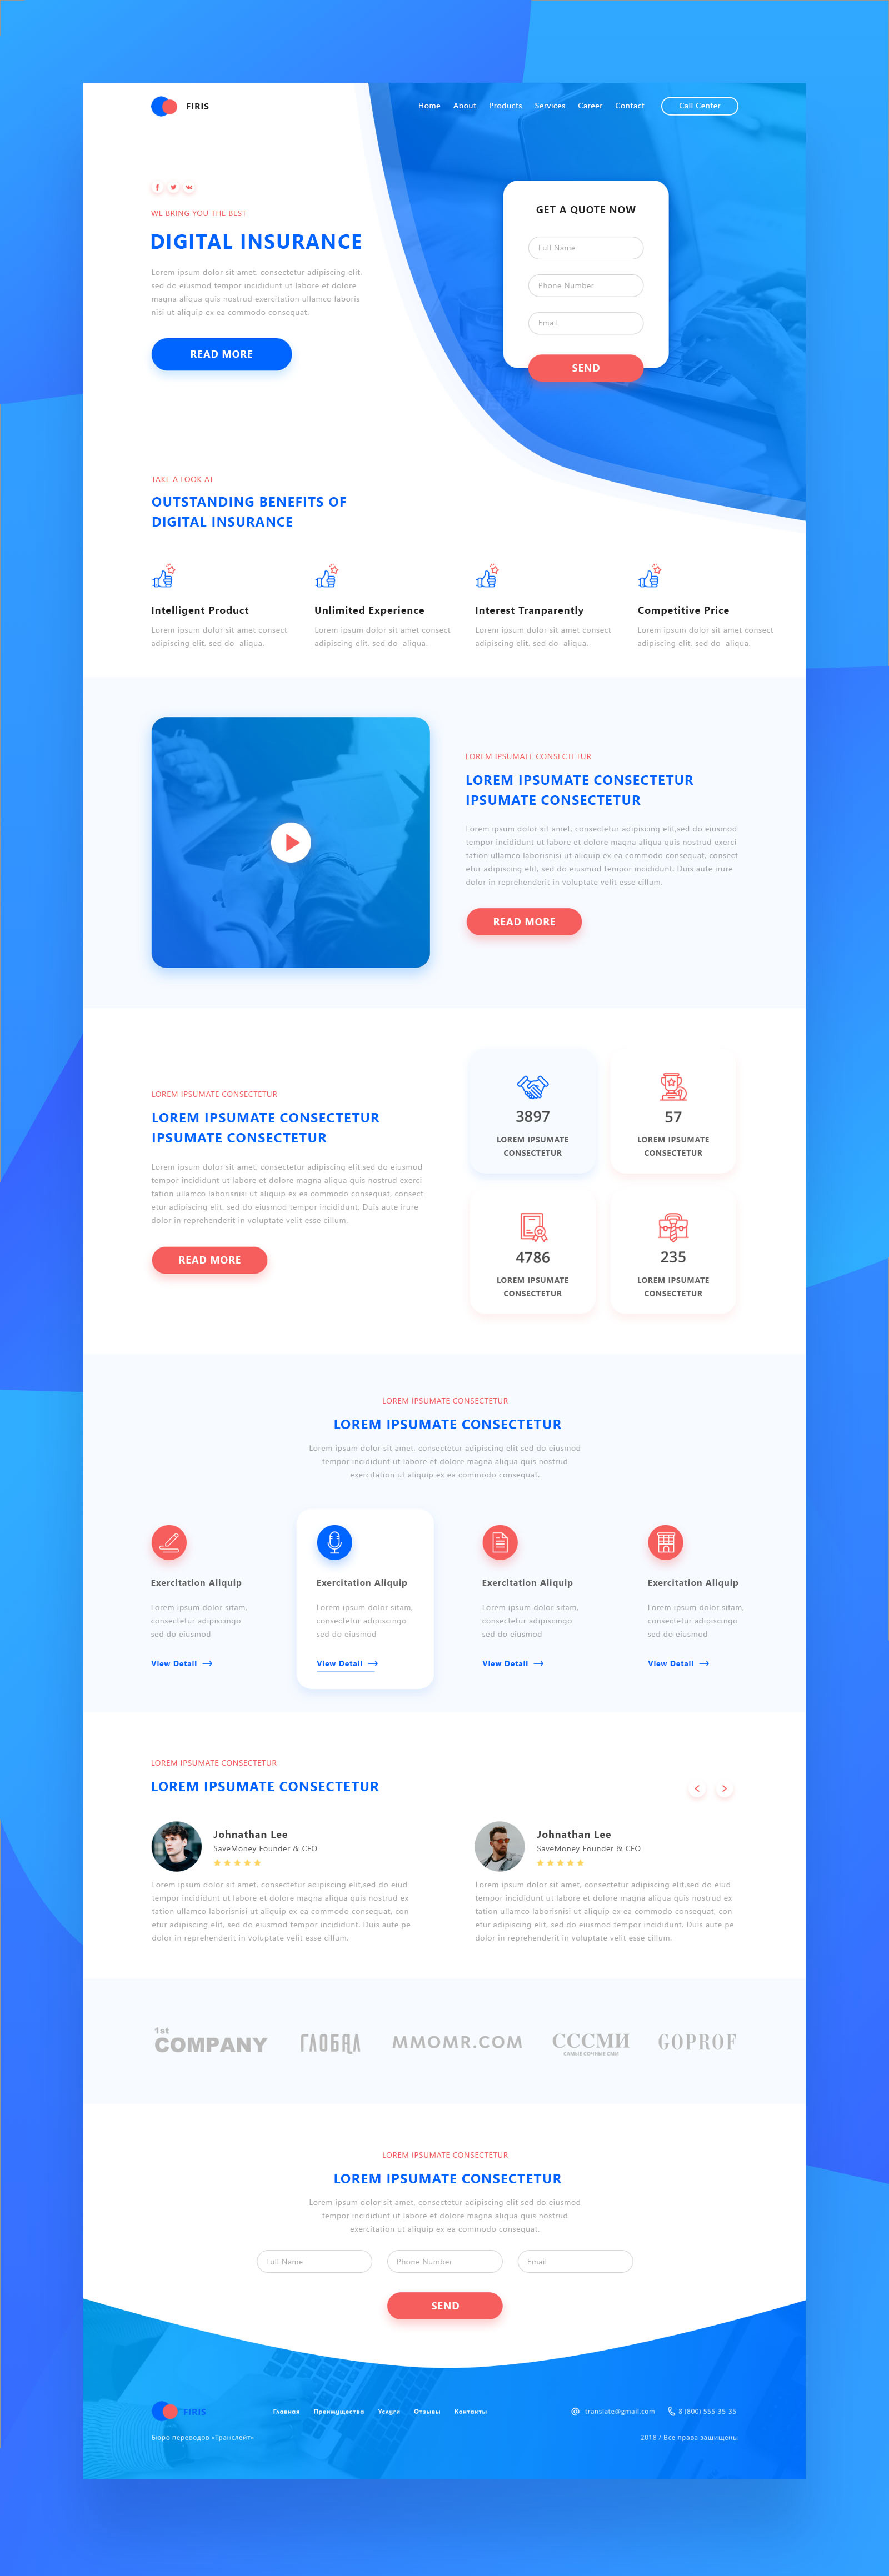 FIRIS
Home About Products Services Career Contact Call Center
WE BRING YOU THE BEST
DIGITAL INSURANCE
Lorem ipsum dolor sit amet, consectetur adipiscing elit,
sed do eiusmod tempor incididunt ut labore et dolore
magna aliqua quis nostrud exercitation ullamco laboris
nisi ut aliquip ex ea commodo consequat.
READ MORE
GET A QUOTE NOW
Full Name
Phone Number
Email
SEND
TAKE A LOOK AT
OUTSTANDING BENEFITS OF
DIGITAL INSURANCE
Intelligent Product
Lorem ipsum dolor sit amet consect
adipiscing elit, sed do aliqua.
Unlimited Experience
Lorem ipsum dolor sit amet consect
adipiscing elit, sed do aliqua.
Interest Tranparently
Lorem ipsum dolor sit amet consect
adipiscing elit, sed do aliqua.
Competitive Price
Lorem ipsum dolor sit amet consect
adipiscing elit, sed do aliqua.
LOREM IPSUMATE CONSECTETUR
LOREM IPSUMATE CONSECTETUR
IPSUMATE CONSECTETUR
Lorem ipsum dolor sit amet, consectetur adipiscing elit,sed do eiusmod
tempor incididunt ut labore et dolore magna aliqua quis nostrud exerci
tation ullamco laborisnisi ut aliquip ex ea commodo consequat, consect
etur adipiscing elit, sed do eiusmod tempor incididunt. Duis aute irure
dolor in reprehenderit in voluptate velit esse cillum.
READ MORE
LOREM IPSUMATE CONSECTETUR
LOREM IPSUMATE CONSECTETUR
IPSUMATE CONSECTETUR
Lorem ipsum dolor sit amet, consectetur adipiscing elit,sed do eiusmod
tempor incididunt ut labore et dolore magna aliqua quis nostrud exerci
tation ullamco laborisnisi ut aliquip ex ea commodo consequat, consect
etur adipiscing elit, sed do eiusmod tempor incididunt. Duis aute irure
dolor in reprehenderit in voluptate velit esse cillum.
READ MORE
3897
LOREM IPSUMATE
CONSECTETUR
57
LOREM IPSUMATE
CONSECTETUR
4786
LOREM IPSUMATE
CONSECTETUR
235
LOREM IPSUMATE
CONSECTETUR
LOREM IPSUMATE CONSECTETUR
LOREM IPSUMATE CONSECTETUR
Lorem ipsum dolor sit amet, consectetur adipiscing elit sed do eiusmod
tempor incididunt ut labore et dolore magna aliqua quis nostrud
exercitation ut aliquip ex ea commodo consequat.
Exercitation Aliquip
Lorem ipsum dolor sitam,
consectetur adipiscingo
sed do eiusmod
View Detail
Exercitation Aliquip
Lorem ipsum dolor sitam,
consectetur adipiscingo
sed do eiusmod
View Detail
Exercitation Aliquip
Lorem ipsum dolor sitam,
consectetur adipiscingo
sed do eiusmod
View Detail
Exercitation Aliquip
Lorem ipsum dolor sitam,
consectetur adipiscingo
sed do eiusmod
View Detail
LOREM IPSUMATE CONSECTETUR
LOREM IPSUMATE CONSECTETUR
Johnathan Lee
SaveMoney Founder & CFO
Lorem ipsum dolor sit amet, consectetur adipiscing elit,sed do eiud
tempor incididunt ut labore et dolore magna aliqua quis nostrud ex
tation ullamco laborisnisi ut aliquip ex ea commodo consequat, con
etur adipiscing elit, sed do eiusmod tempor incididunt. Duis aute pe
dolor in reprehenderit in voluptate velit esse cillum.
Johnathan Lee
SaveMoney Founder & CFO
Lorem ipsum dolor sit amet, consectetur adipiscing elit,sed do eiud
tempor incididunt ut labore et dolore magna aliqua quis nostrud ex
tation ullamco laborisnisi ut aliquip ex ea commodo consequat, con
etur adipiscing elit, sed do eiusmod tempor incididunt. Duis aute pe
dolor in reprehenderit in voluptate velit esse cillum.
1st
COMPANY
MMOMR.COM
СССМИ
САМЫЕ СОЧНЫЕ СМИ
GOPROF
LOREM IPSUMATE CONSECTETUR
LOREM IPSUMATE CONSECTETUR
Lorem ipsum dolor sit amet, consectetur adipiscing elit sed do eiusmod
tempor incididunt ut labore et dolore magna aliqua quis nostrud
exercitation ut aliquip ex ea commodo consequat.
Full Name Phone Number Email
SEND
FIRIS
Главная Преимущества Услуги Отзывы Контакты
translate@gmail.com 8 (800) 555-35-35
Бюро переводов «Транслейт»
2018 / Все права защищены